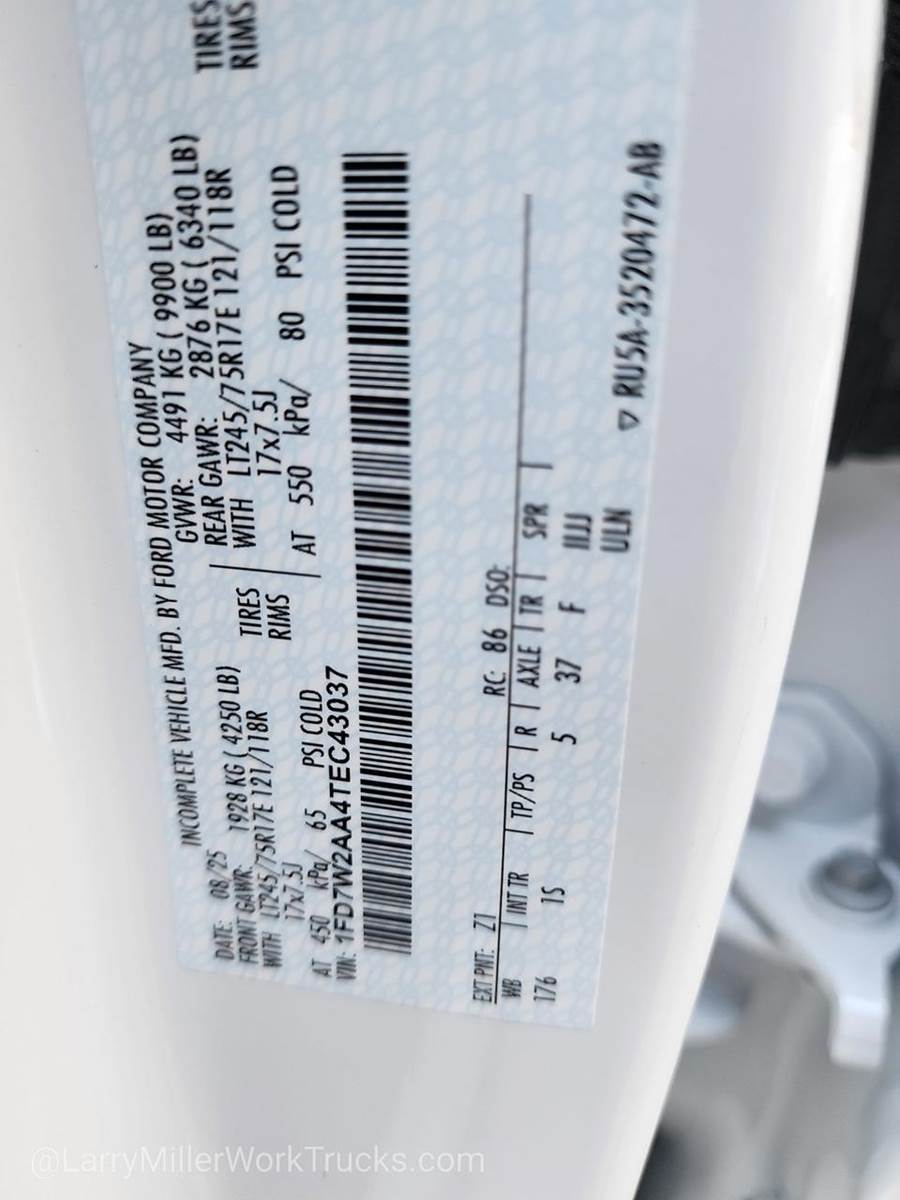 INCOMPLETE VEHICLE MFD. BY FORD MOTOR COMPANY
DATE: 08/25 GVWR: 4491 KG ( 9900 LB)
FRONT GAWR: 1928 KG ( 4250 LB) REAR GAWR: 2876 KG ( 6340 LB)
WITH LT245/75R17E 121/118R TIRES WITH LT245/75R17E 121/118R TIRES
17x7.5J RIMS 17x7.5J RIMS
AT 450 kPa/ 65 PSI COLD AT 550 kPa/ 80 PSI COLD
VIN: 1FD7W2AA4TEC43037
EXT PNT: Z1 RC: 86 DSO:
WB INT TR TP/PS R AXLE TR SPR
176 1S 5 37 F IIJJ
ULN
▽ RU5A-3520472-AB
@LarryMillerWorkTrucks.com